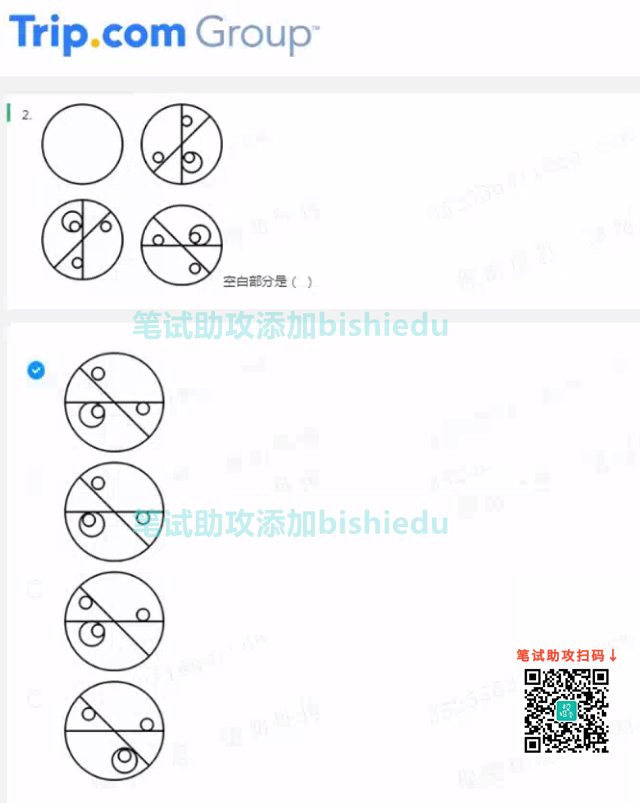 Trip.com Group™
2.
空白部分是（ ）
笔试助攻添加bishiedu
笔试助攻添加bishiedu
笔试助攻扫码↓